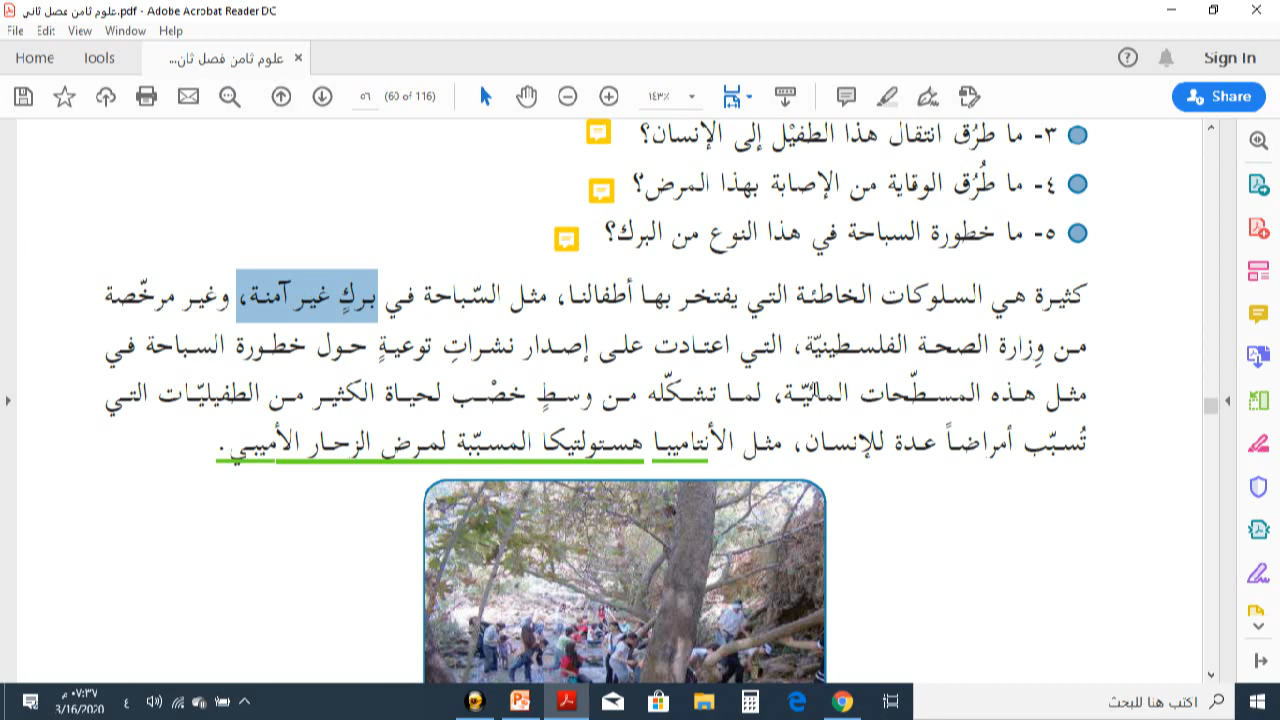 علوم ثامن فصل ثاني.pdf - Adobe Acrobat Reader DC
File Edit View Window Help
Home Tools علوم ثامن فصل ثان... Sign In
٥٦ (60 of 116) ١٤٣٪ Share
٣- ما طرُق انتقال هذا الطفيْل إلى الإنسان؟
٤- ما طُرُق الوقاية من الإصابة بهذا المرض؟
٥- ما خطورة السباحة في هذا النوع من البرك؟
كثيرة هي السلوكات الخاطئة التي يفتخر بها أطفالنا، مثل السّباحة في بركٍ غير آمنة، وغير مرخّصة
من وِزارة الصحة الفلسطينيّة، التي اعتادت على إصدار نشراتِ توعيةٍ حول خطورة السباحة في
مثل هذه المسطّحات المائيّة، لما تشكّله من وسطٍ خصْب لحياة الكثير من الطفيليّات التي
تُسبّب أمراضاً عدة للإنسان، مثل الأنتاميبا هستولتيكا المسبّبة لمرض الزحار الأميبي.
٠٧:٣٧ م
3/16/2020
اكتب هنا للبحث